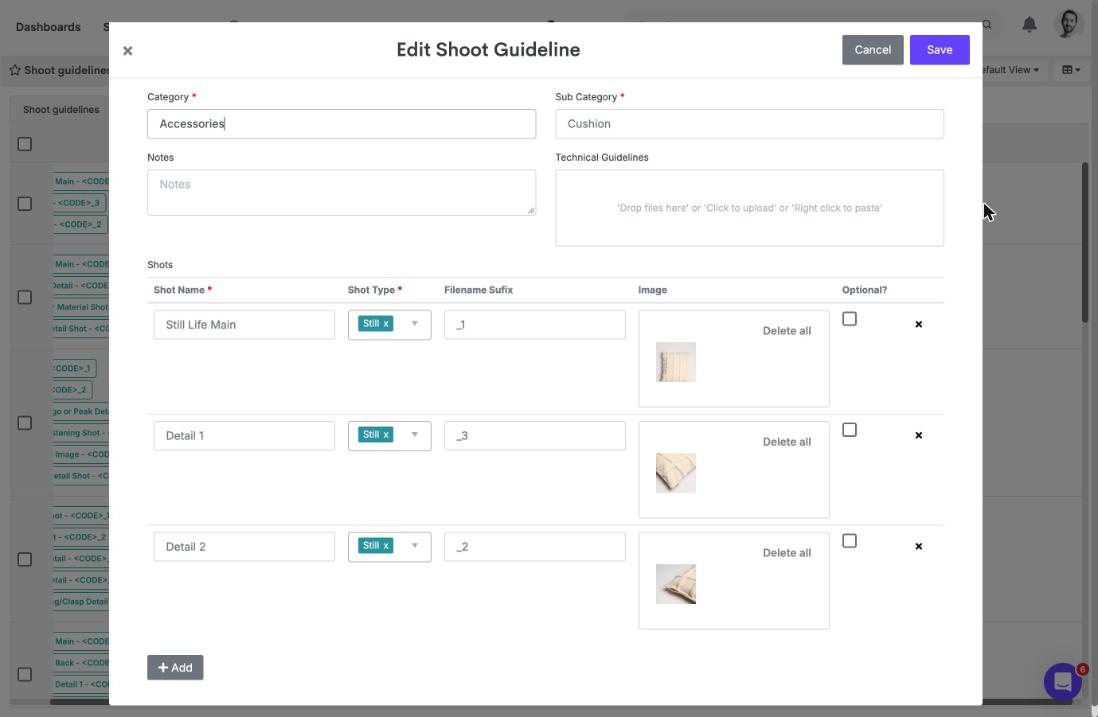 Dashboards
S
Shoot guidelines
efault View
Shoot guidelines
Main - <CODE>
- <CODE>_3
- <CODE>_2
Main - <CODE
Detail - <CODE
Material Shot
etail Shot - <C
CODE>_1
CODE>_2
go or Peak Deta
stening Shot -
Image - <CODE
etail Shot - <C
ot - <CODE>_1
t - <CODE>_2
tail - <CODE>_
tail - <CODE>_
g/Clasp Detail
Main - <CODE
Back - <CODE
Detail 1 - <COD
× Edit Shoot Guideline Cancel Save
Category * Sub Category *
Accessories Cushion
Notes Technical Guidelines
Notes
'Drop files here' or 'Click to upload' or 'Right click to paste'
Shots
Shot Name * Shot Type * Filename Sufix Image Optional?
Still Life Main Still x _1 Delete all ×
Detail 1 Still x _3 Delete all ×
Detail 2 Still x _2 Delete all ×
+ Add
6